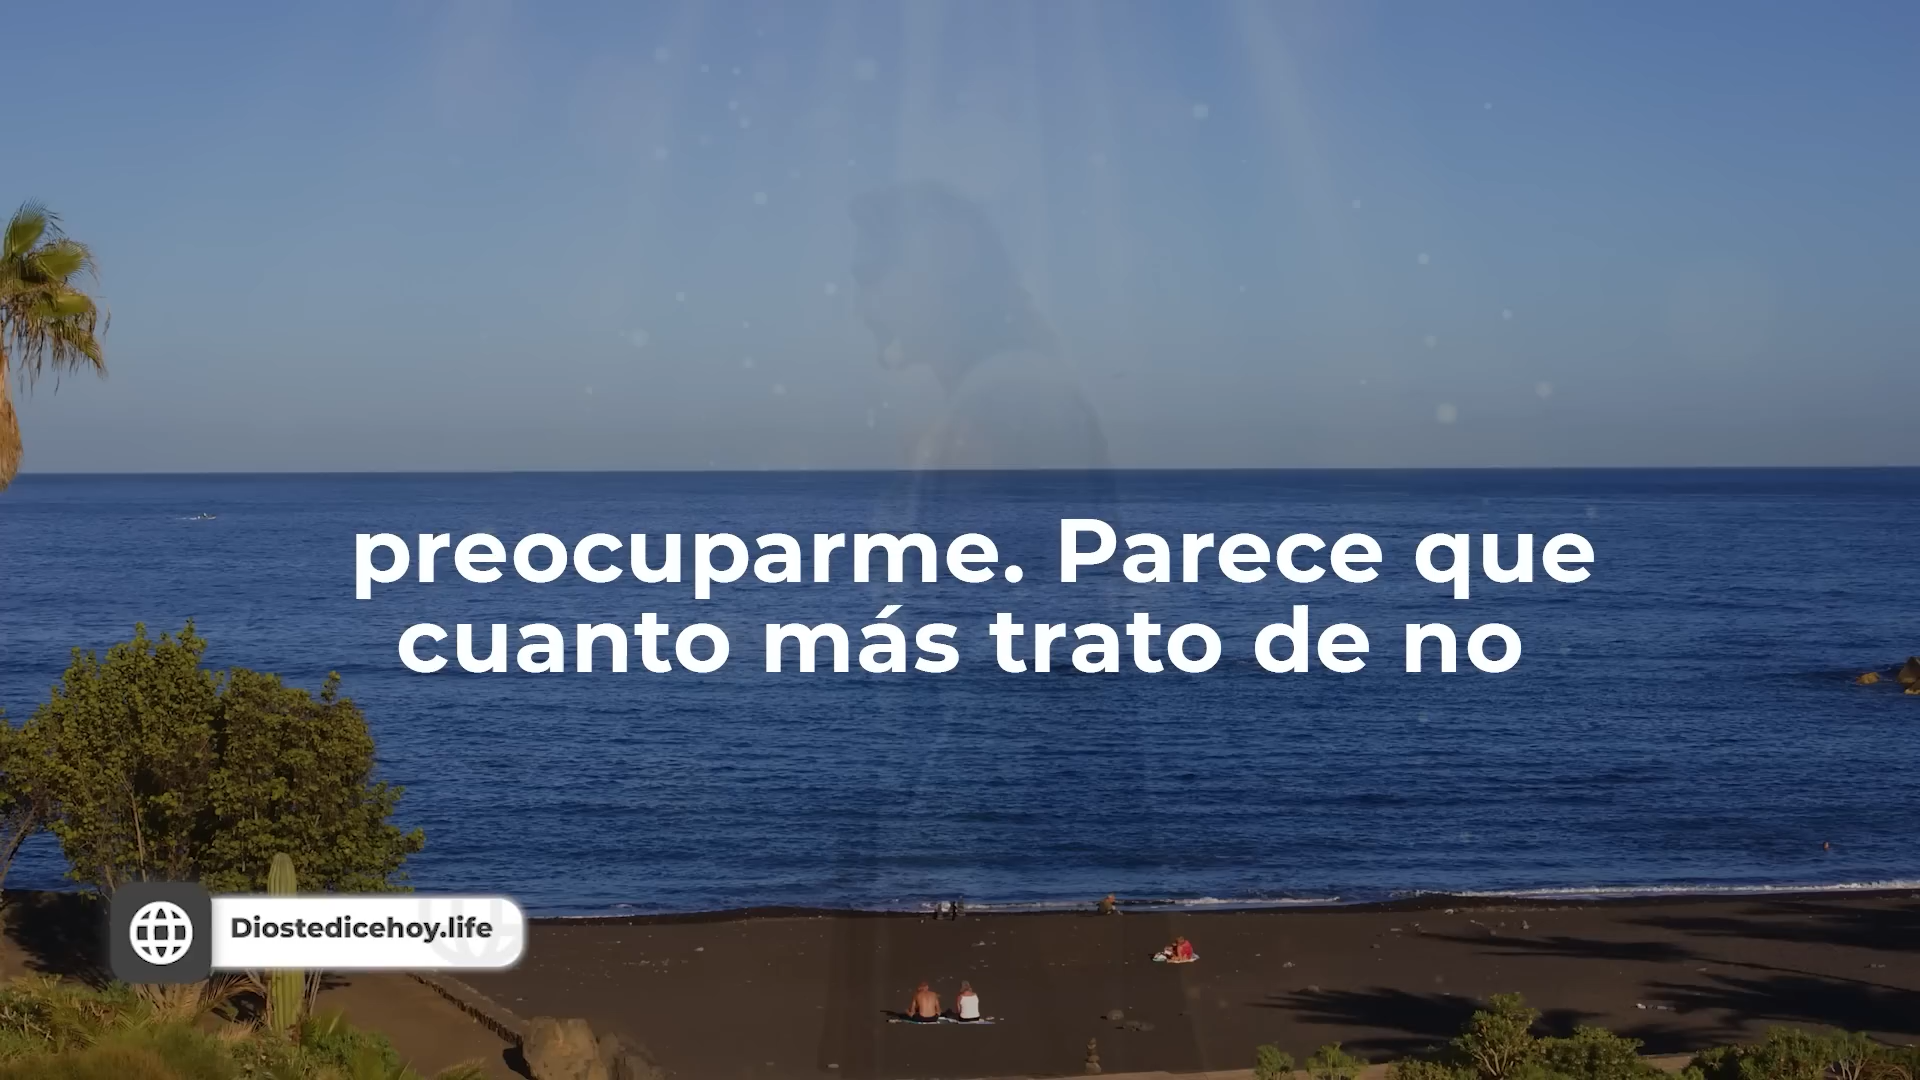 preocuparme. Parece que
cuanto más trato de no
Diostedicehoy.life